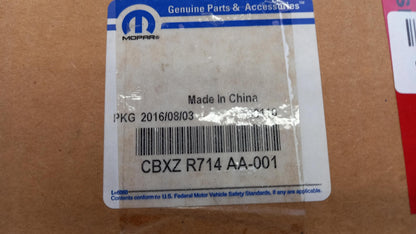 Genuine Parts & Accessories™
MOPAR®
Made In China
PKG 2016/08/03
CBXZ R714 AA-001
Contents conform to U.S. Federal Motor Vehicle Safety Standards, if any are applicable.